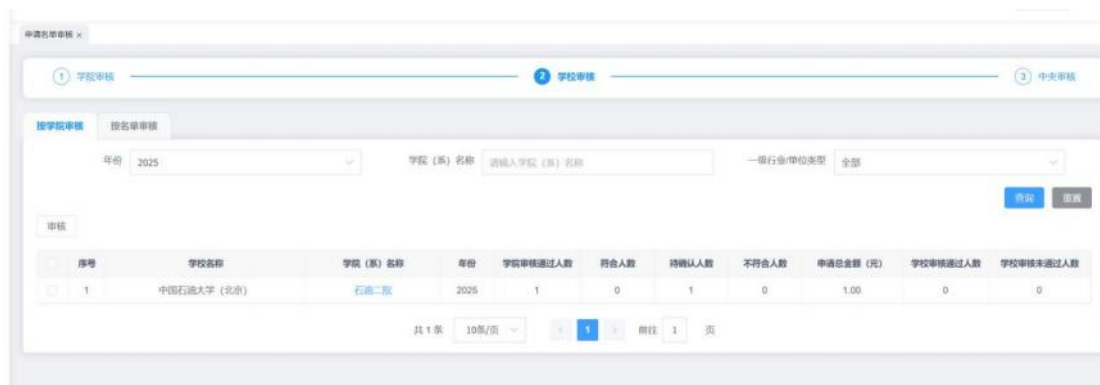 申请名单审核 ×
1 学院审核 2 学校审核 3 中央审核
按学院审核 按名单审核
年份 2025 学院（系）名称 请输入学院（系）名称 一级行业/单位类型 全部
查询 重置
审核
序号 学校名称 学院（系）名称 年份 学院审核通过人数 符合人数 待确认人数 不符合人数 申请总金额（元） 学校审核通过人数 学校审核未通过人数
1 中国石油大学（北京） 石油二院 2025 1 0 1 0 1.00 0 0
共 1 条 10条/页 < 1 > 前往 1 页